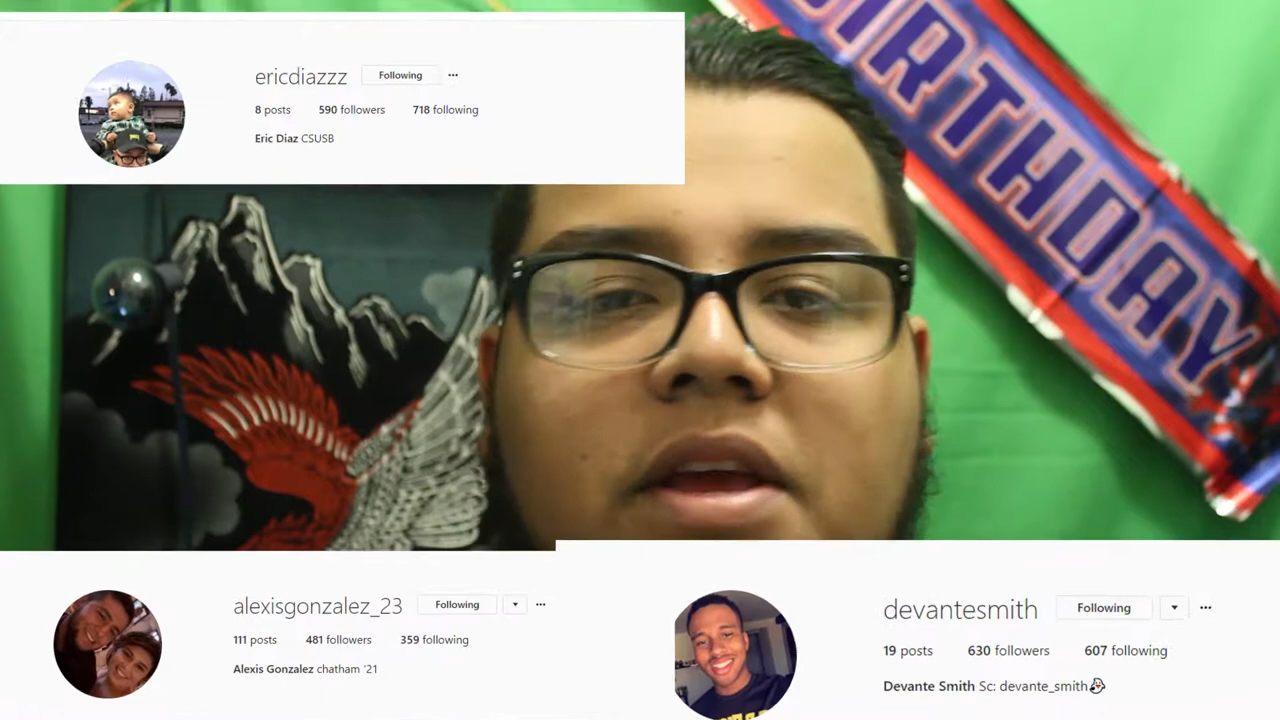 ericdiazzz Following ...
8 posts 590 followers 718 following
Eric Diaz CSUSB
BIRTHDAY
alexisgonzalez_23 Following ▼ ...
111 posts 481 followers 359 following
Alexis Gonzalez chatham '21
devantesmith Following ▼ ...
19 posts 630 followers 607 following
Devante Smith Sc: devante_smith👻